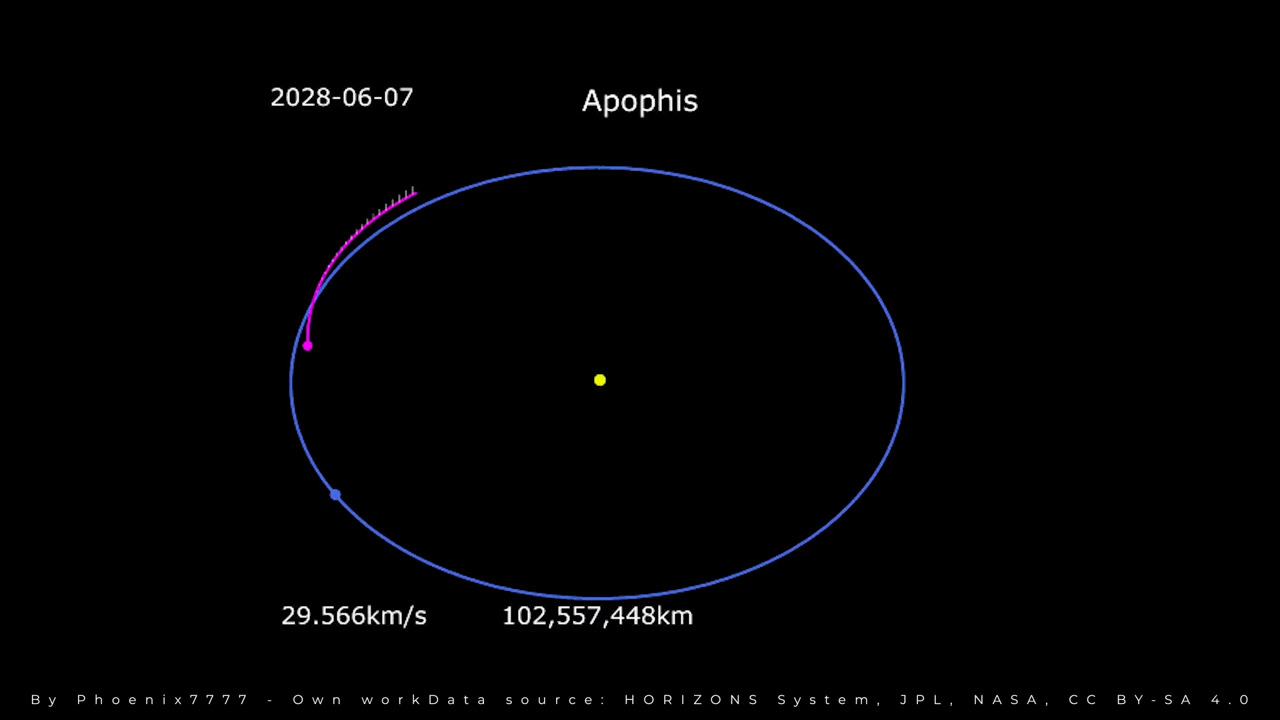 2028-06-07 Apophis
29.566km/s 102,557,448km
By Phoenix7777 - Own workData source: HORIZONS System, JPL, NASA, CC BY-SA 4.0